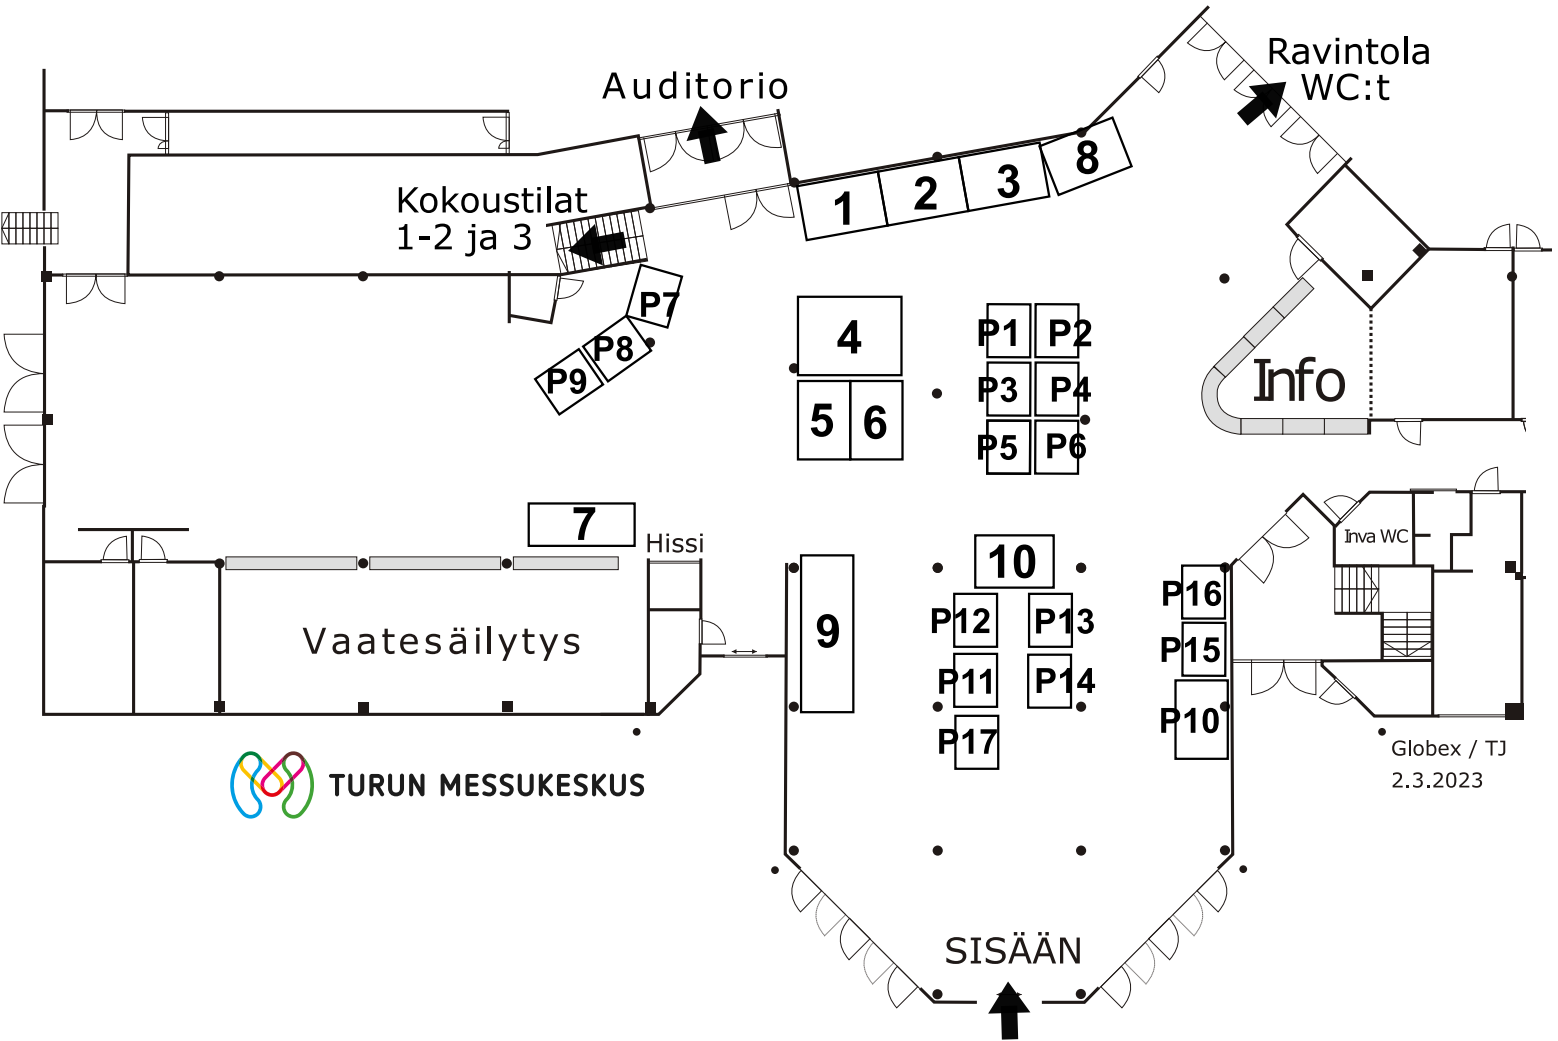 Auditorio
Ravintola
WC:t
Kokoustilat
1-2 ja 3
1
2
3
8
P7
P8
P9
4
5
6
P1
P2
P3
P4
P5
P6
Info
7
Hissi
Inva WC
Vaatesäilytys
9
10
P12
P13
P11
P14
P17
P16
P15
P10
TURUN MESSUKESKUS
Globex / TJ
2.3.2023
SISÄÄN